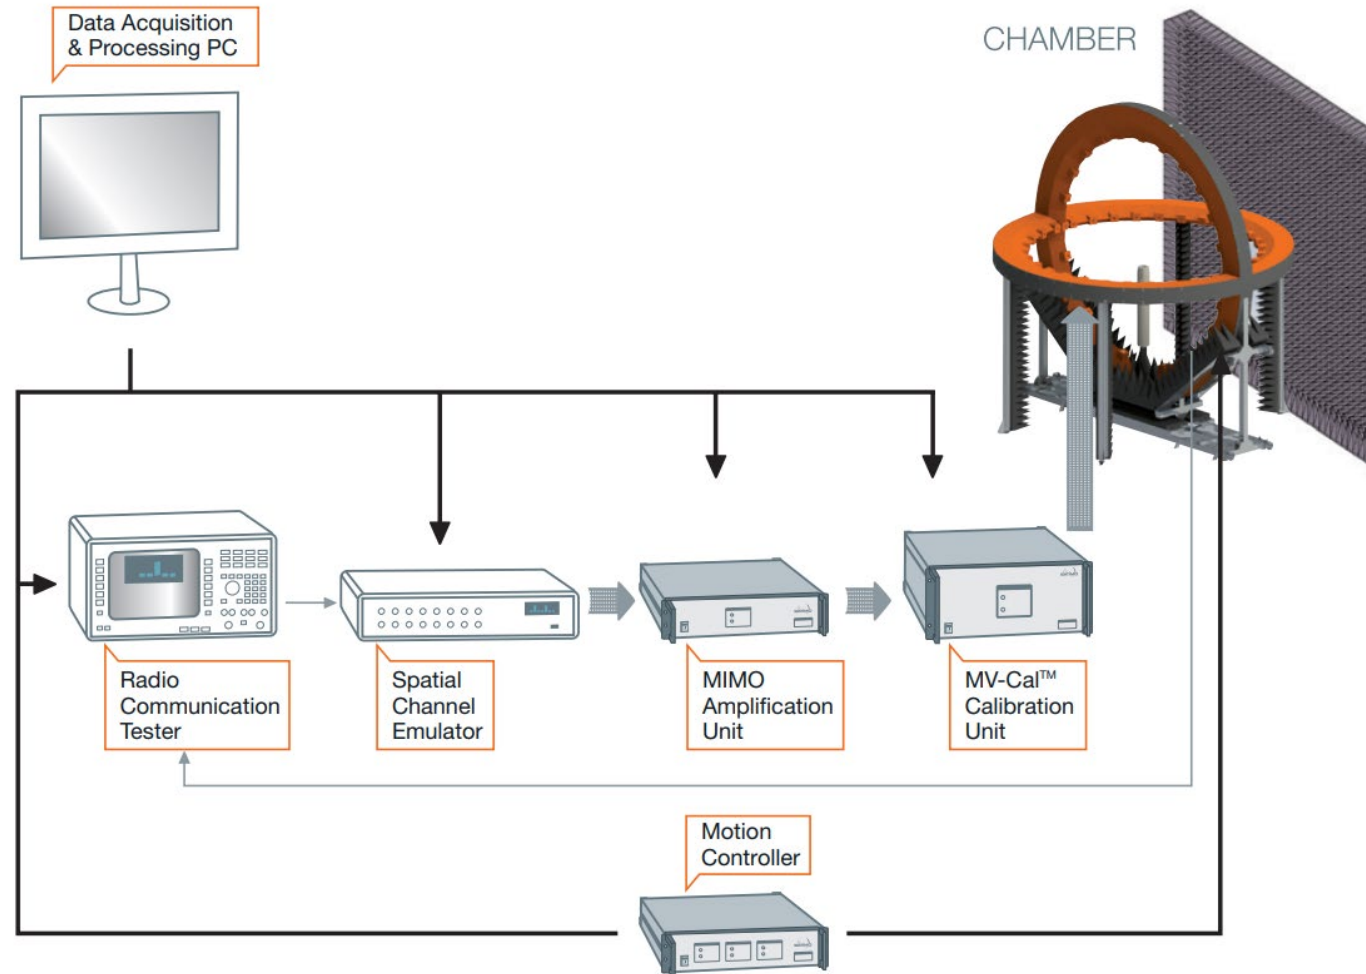 Data Acquisition
& Processing PC
CHAMBER
Radio
Communication
Tester
Spatial
Channel
Emulator
MIMO
Amplification
Unit
MV-Cal™
Calibration
Unit
Motion
Controller